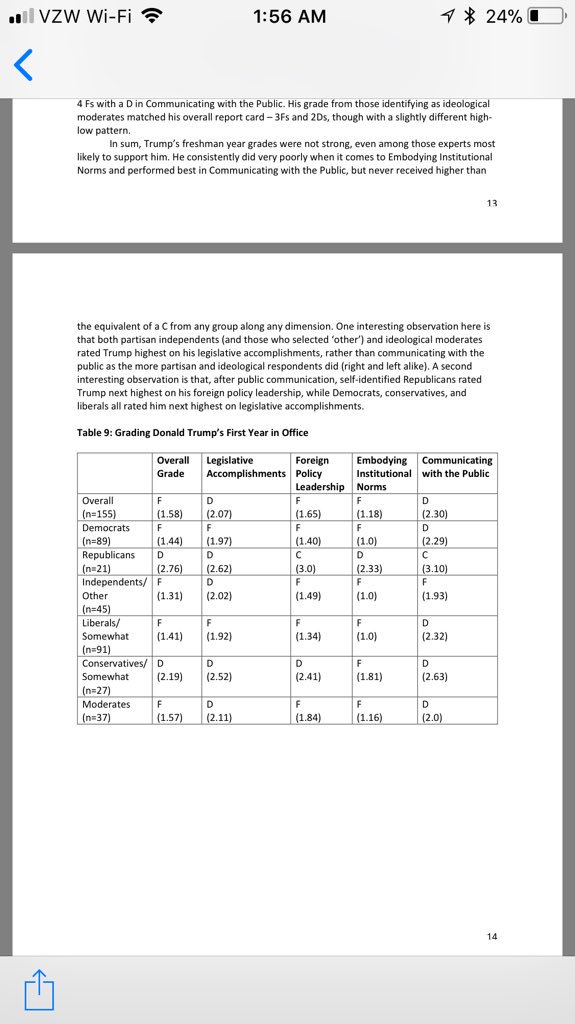 VZW Wi-Fi 1:56 AM 24%
4 Fs with a D in Communicating with the Public. His grade from those identifying as ideological
moderates matched his overall report card – 3Fs and 2Ds, though with a slightly different high-
low pattern.
In sum, Trump's freshman year grades were not strong, even among those experts most
likely to support him. He consistently did very poorly when it comes to Embodying Institutional
Norms and performed best in Communicating with the Public, but never received higher than
13
the equivalent of a C from any group along any dimension. One interesting observation here is
that both partisan independents (and those who selected 'other') and ideological moderates
rated Trump highest on his legislative accomplishments, rather than communicating with the
public as the more partisan and ideological respondents did (right and left alike). A second
interesting observation is that, after public communication, self-identified Republicans rated
Trump next highest on his foreign policy leadership, while Democrats, conservatives, and
liberals all rated him next highest on legislative accomplishments.
Table 9: Grading Donald Trump's First Year in Office
Overall Legislative Foreign Embodying Communicating
Grade Accomplishments Policy Institutional with the Public
Leadership Norms
Overall F D F F D
(n=155) (1.58) (2.07) (1.65) (1.18) (2.30)
Democrats F F F F D
(n=89) (1.44) (1.97) (1.40) (1.0) (2.29)
Republicans D D C D C
(n=21) (2.76) (2.62) (3.0) (2.33) (3.10)
Independents/ F D F F F
Other (1.31) (2.02) (1.49) (1.0) (1.93)
(n=45)
Liberals/ F F F F D
Somewhat (1.41) (1.92) (1.34) (1.0) (2.32)
(n=91)
Conservatives/ D D D F D
Somewhat (2.19) (2.52) (2.41) (1.81) (2.63)
(n=27)
Moderates F D F F D
(n=37) (1.57) (2.11) (1.84) (1.16) (2.0)
14